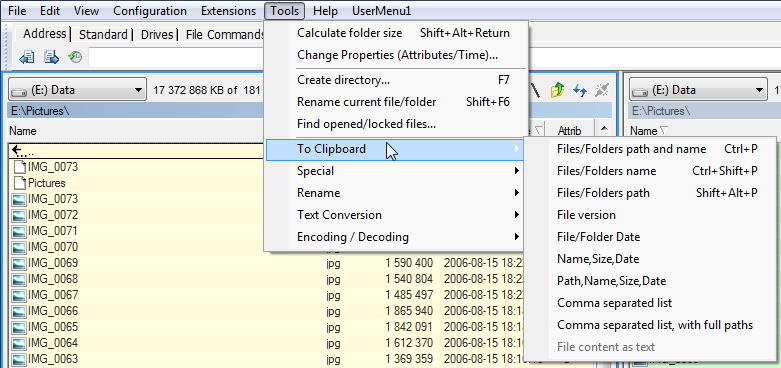 File Edit View Configuration Extensions Tools Help UserMenu1
Address Standard Drives File Commands
Calculate folder size Shift+Alt+Return
Change Properties (Attributes/Time)...
Create directory... F7
Rename current file/folder Shift+F6
Find opened/locked files...
To Clipboard
Special
Rename
Text Conversion
Encoding / Decoding
Files/Folders path and name Ctrl+P
Files/Folders name Ctrl+Shift+P
Files/Folders path Shift+Alt+P
File version
File/Folder Date
Name,Size,Date
Path,Name,Size,Date
Comma separated list
Comma separated list, with full paths
File content as text
(E:) Data 17 372 868 KB of 181
E:\Pictures\
Name Attrib
..
IMG_0073
Pictures
IMG_0073
IMG_0072
IMG_0071
IMG_0070
IMG_0069 jpg 1 590 400 2006-08-15 18:22
IMG_0068 jpg 1 540 804 2006-08-15 18:2
IMG_0067 jpg 1 485 497 2006-08-15 18:2
IMG_0066 jpg 1 865 940 2006-08-15 18:1
IMG_0065 jpg 1 842 091 2006-08-15 18:1
IMG_0064 jpg 1 612 370 2006-08-15 18:1
IMG_0063 jpg 1 369 359 2006-08-15 18:
(E:) Data 17
E:\Pictures\
Name